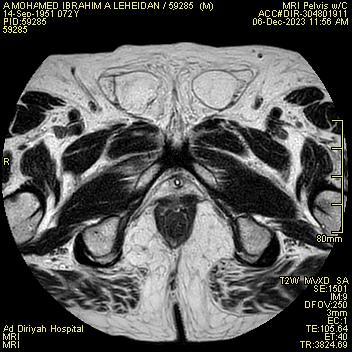 A MOHAMED IBRAHIM A LEHEIDAN / 59285 (M)
14-Sep-1951 072Y
PID:59285
59285
MRI Pelvis w/C
ACC#DIR-304801911
06-Dec-2023 11:56 AM
R
80mm
T2W_MVXD_SA
SE:1501
IM:9
DFOV:250
3mm
EC:1
TE:105.64
ET:40
TR:3824.69
Ad Diriyah Hospital
MRI
MRI